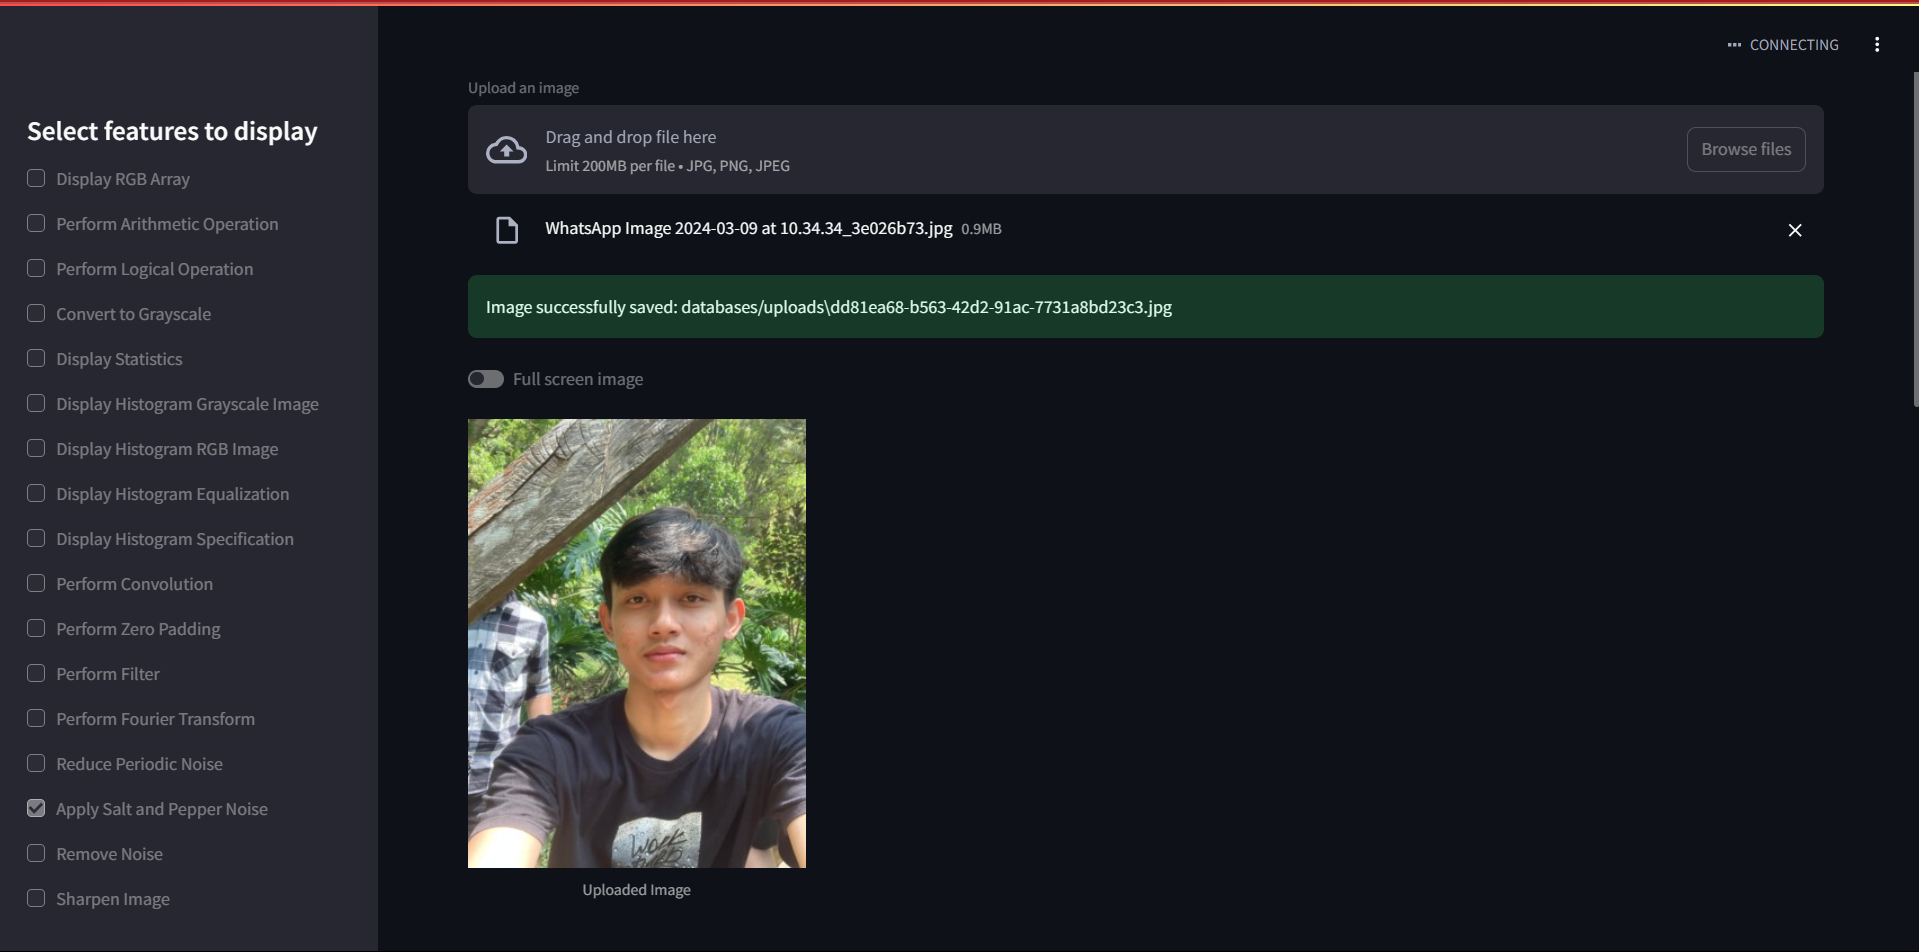 CONNECTING
Select features to display
Display RGB Array
Perform Arithmetic Operation
Perform Logical Operation
Convert to Grayscale
Display Statistics
Display Histogram Grayscale Image
Display Histogram RGB Image
Display Histogram Equalization
Display Histogram Specification
Perform Convolution
Perform Zero Padding
Perform Filter
Perform Fourier Transform
Reduce Periodic Noise
Apply Salt and Pepper Noise
Remove Noise
Sharpen Image
Upload an image
Drag and drop file here
Limit 200MB per file • JPG, PNG, JPEG
Browse files
WhatsApp Image 2024-03-09 at 10.34.34_3e026b73.jpg 0.9MB
Image successfully saved: databases/uploads\dd81ea68-b563-42d2-91ac-7731a8bd23c3.jpg
Full screen image
WORK
Uploaded Image